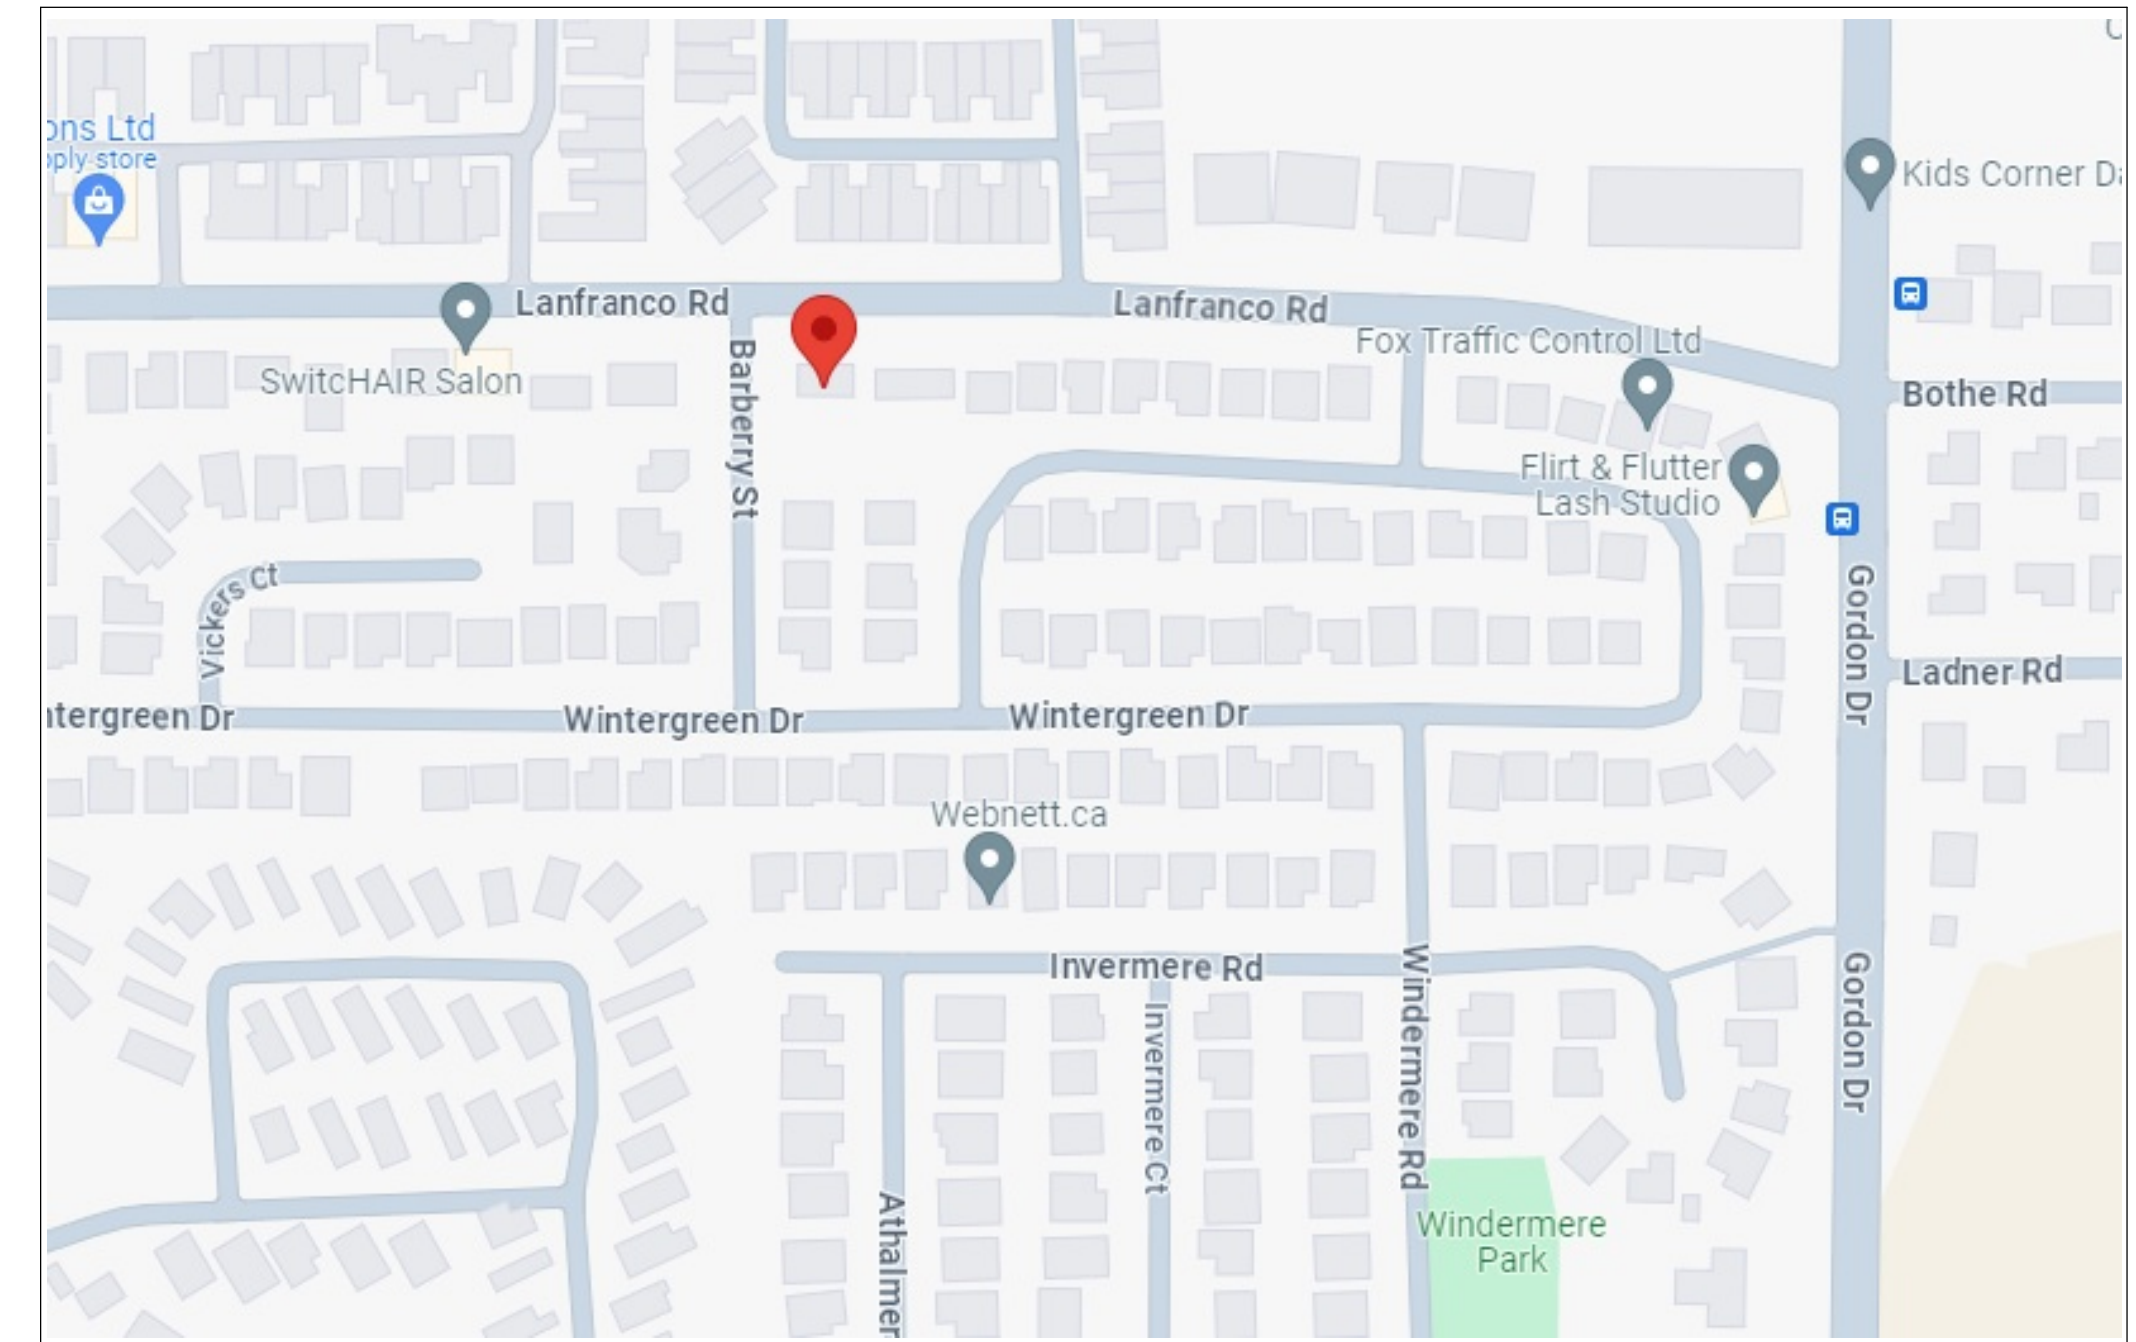 ons Ltd
pply store
Kids Corner Da
Lanfranco Rd
Lanfranco Rd
Fox Traffic Control Ltd
SwitcHAIR Salon
Barberry St
Bothe Rd
Flirt & Flutter
Lash Studio
Vickers Ct
Gordon Dr
Ladner Rd
ntergreen Dr
Wintergreen Dr
Wintergreen Dr
Webnett.ca
Invermere Rd
Windermere Rd
Invermere Ct
Gordon Dr
Athalmer
Windermere
Park